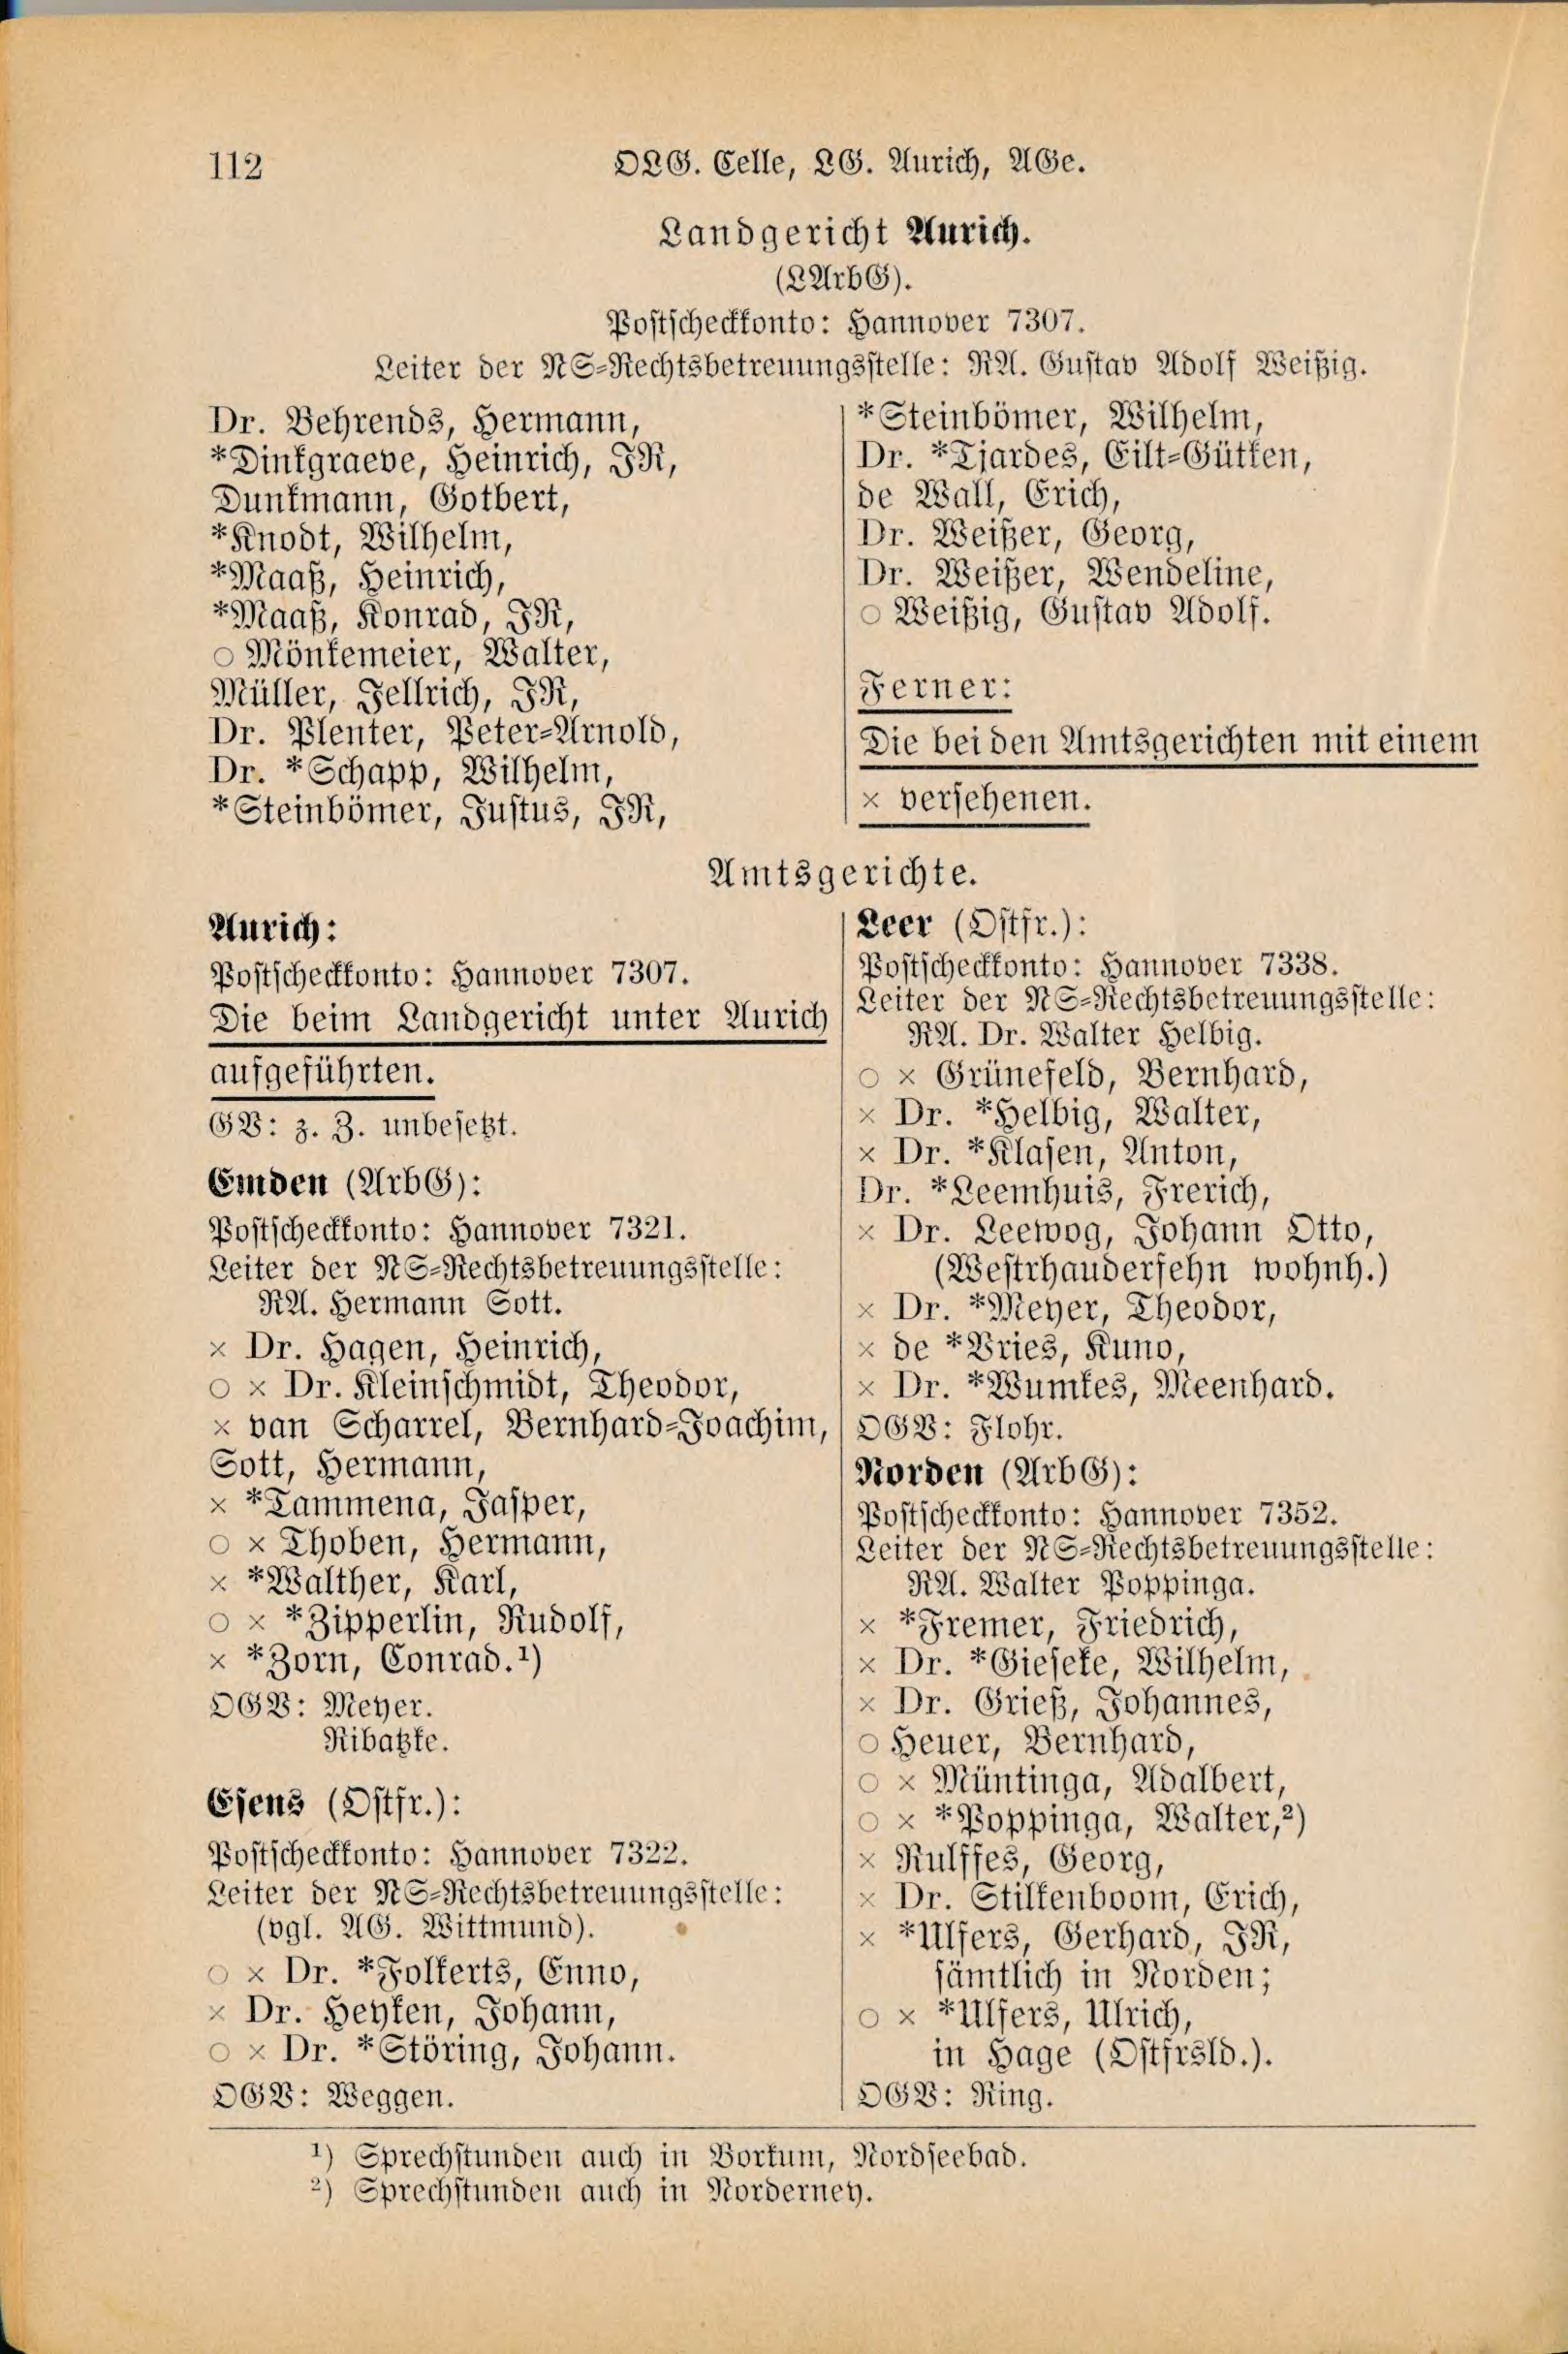 112
OLG. Celle, LG. Aurich, AGe.
Landgericht Aurich.
(LArbG).
Postscheckkonto: Hannover 7307.
Leiter der NS-Rechtsbetreuungsstelle: RA. Gustav Adolf Weißig.
Dr. Behrends, Hermann,
*Dinkgraeve, Heinrich, JR,
Dunkmann, Gotbert,
*Knodt, Wilhelm,
*Maaß, Heinrich,
*Maaß, Konrad, JR,
○ Mönkemeier, Walter,
Müller, Jellrich, JR,
Dr. Plenter, Peter-Arnold,
Dr. *Schapp, Wilhelm,
*Steinbömer, Justus, JR,
*Steinbömer, Wilhelm,
Dr. *Tjardes, Eilt-Gütken,
de Wall, Erich,
Dr. Weißer, Georg,
Dr. Weißer, Wendeline,
○ Weißig, Gustav Adolf.
Ferner:
Die bei den Amtsgerichten mit einem
× versehenen.
Amtsgerichte.
Aurich:
Postscheckkonto: Hannover 7307.
Die beim Landgericht unter Aurich
aufgeführten.
GV: z. Z. unbesetzt.
Emden (ArbG):
Postscheckkonto: Hannover 7321.
Leiter der NS-Rechtsbetreuungsstelle:
RA. Hermann Sott.
× Dr. Hagen, Heinrich,
○ × Dr. Kleinschmidt, Theodor,
× van Scharrel, Bernhard-Joachim,
Sott, Hermann,
× *Tammena, Jasper,
○ × Thoben, Hermann,
× *Walther, Karl,
○ × *Zipperlin, Rudolf,
× *Zorn, Conrad.¹)
OGV: Meyer.
Ribatzke.
Esens (Ostfr.):
Postscheckkonto: Hannover 7322.
Leiter der NS-Rechtsbetreuungsstelle:
(vgl. AG. Wittmund).
○ × Dr. *Folkerts, Enno,
× Dr. Heyken, Johann,
○ × Dr. *Störing, Johann.
OGV: Weggen.
Leer (Ostfr.):
Postscheckkonto: Hannover 7338.
Leiter der NS-Rechtsbetreuungsstelle:
RA. Dr. Walter Helbig.
○ × Grünefeld, Bernhard,
× Dr. *Helbig, Walter,
× Dr. *Klasen, Anton,
Dr. *Leemhuis, Frerich,
× Dr. Leewog, Johann Otto,
(Westrhauderfehn wohnh.)
× Dr. *Meyer, Theodor,
× de *Vries, Kuno,
× Dr. *Wumkes, Meenhard.
OGV: Flohr.
Norden (ArbG):
Postscheckkonto: Hannover 7352.
Leiter der NS-Rechtsbetreuungsstelle:
RA. Walter Poppinga.
× *Fremer, Friedrich,
× Dr. *Gieseke, Wilhelm,
× Dr. Grieß, Johannes,
○ Heuer, Bernhard,
○ × Müntinga, Adalbert,
○ × *Poppinga, Walter,²)
× Rulffes, Georg,
× Dr. Stilkenboom, Erich,
× *Ulfers, Gerhard, JR,
sämtlich in Norden;
○ × *Ulfers, Ulrich,
in Hage (Ostfrsld.).
OGV: Ring.
¹) Sprechstunden auch in Borkum, Nordseebad.
²) Sprechstunden auch in Norderney.